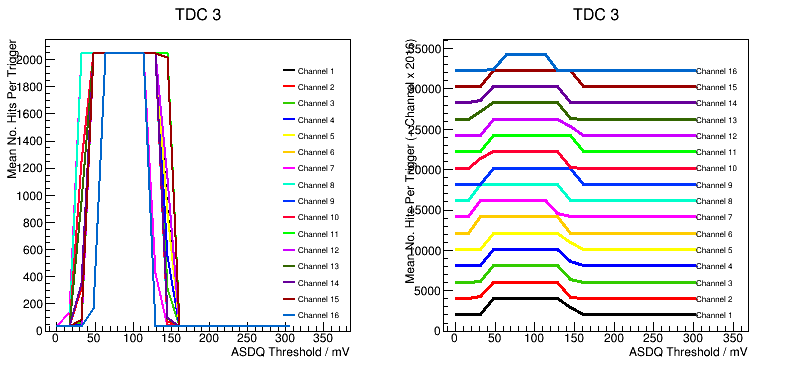 TDC 3
Mean No. Hits Per Trigger
2000
1800
1600
1400
1200
1000
800
600
400
200
0
0 50 100 150 200 250 300 350
ASDQ Threshold / mV
Channel 1
Channel 2
Channel 3
Channel 4
Channel 5
Channel 6
Channel 7
Channel 8
Channel 9
Channel 10
Channel 11
Channel 12
Channel 13
Channel 14
Channel 15
Channel 16
TDC 3
Mean No. Hits Per Trigger (+ Channel x 2016)
35000
30000
25000
20000
15000
10000
5000
0
0 50 100 150 200 250 300 350
ASDQ Threshold / mV
Channel 16
Channel 15
Channel 14
Channel 13
Channel 12
Channel 11
Channel 10
Channel 9
Channel 8
Channel 7
Channel 6
Channel 5
Channel 4
Channel 3
Channel 2
Channel 1